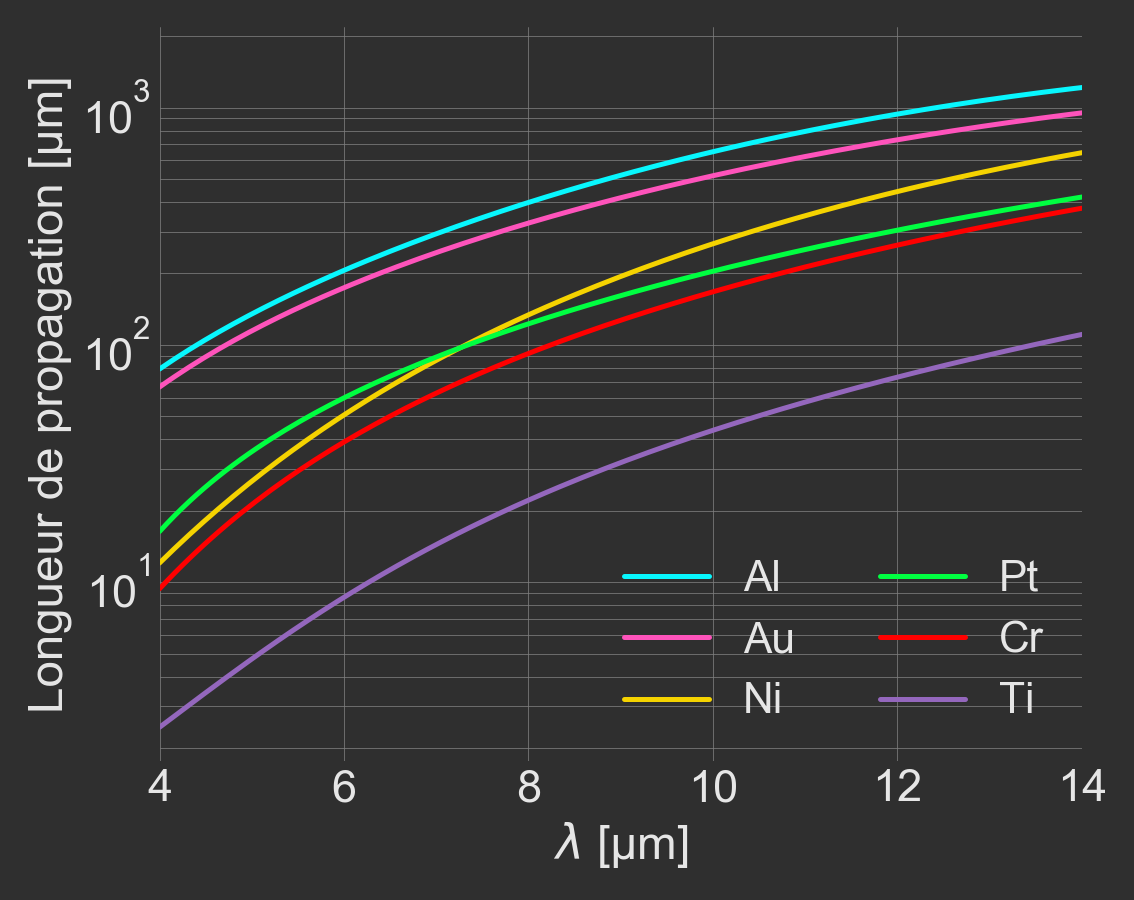 Longueur de propagation [µm]
10³
10²
10¹
Al
Pt
Au
Cr
Ni
Ti
4 6 8 10 12 14
λ [µm]